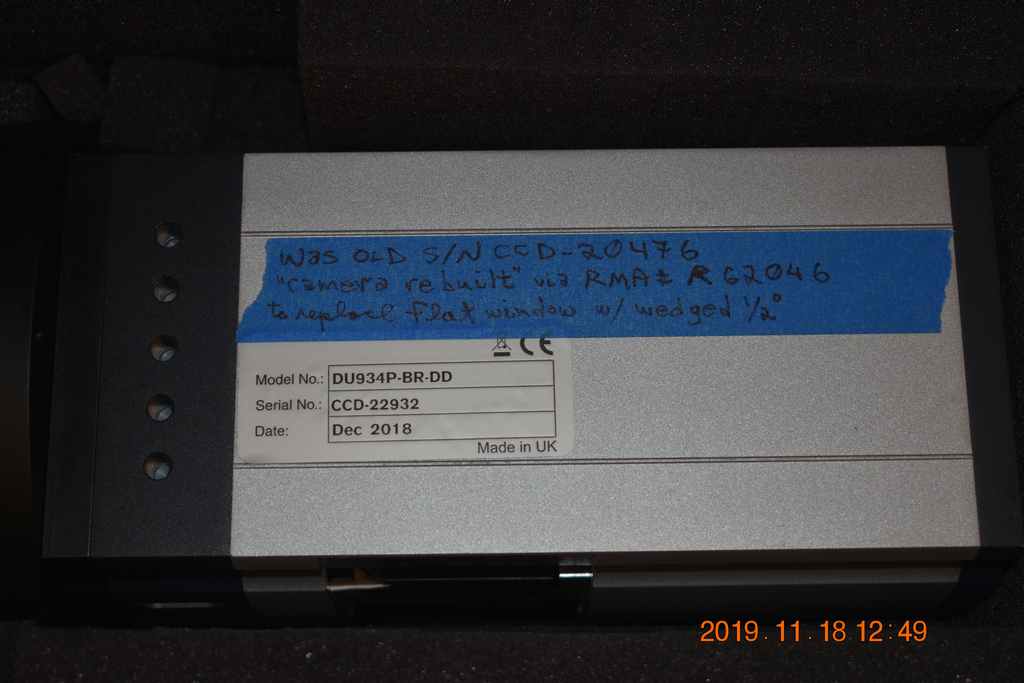 Was OLD S/N CCD-20476
"camera rebuilt" via RMA# R62046
to replace flat window w/ wedged 1/2°
CE
Model No.: DU934P-BR-DD
Serial No.: CCD-22932
Date: Dec 2018
Made in UK
2019.11.18 12:49